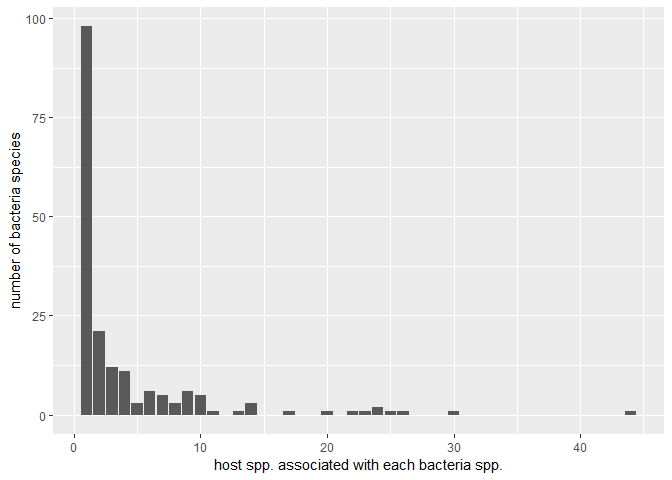 100
75
50
25
0
number of bacteria species
0 10 20 30 40
host spp. associated with each bacteria spp.